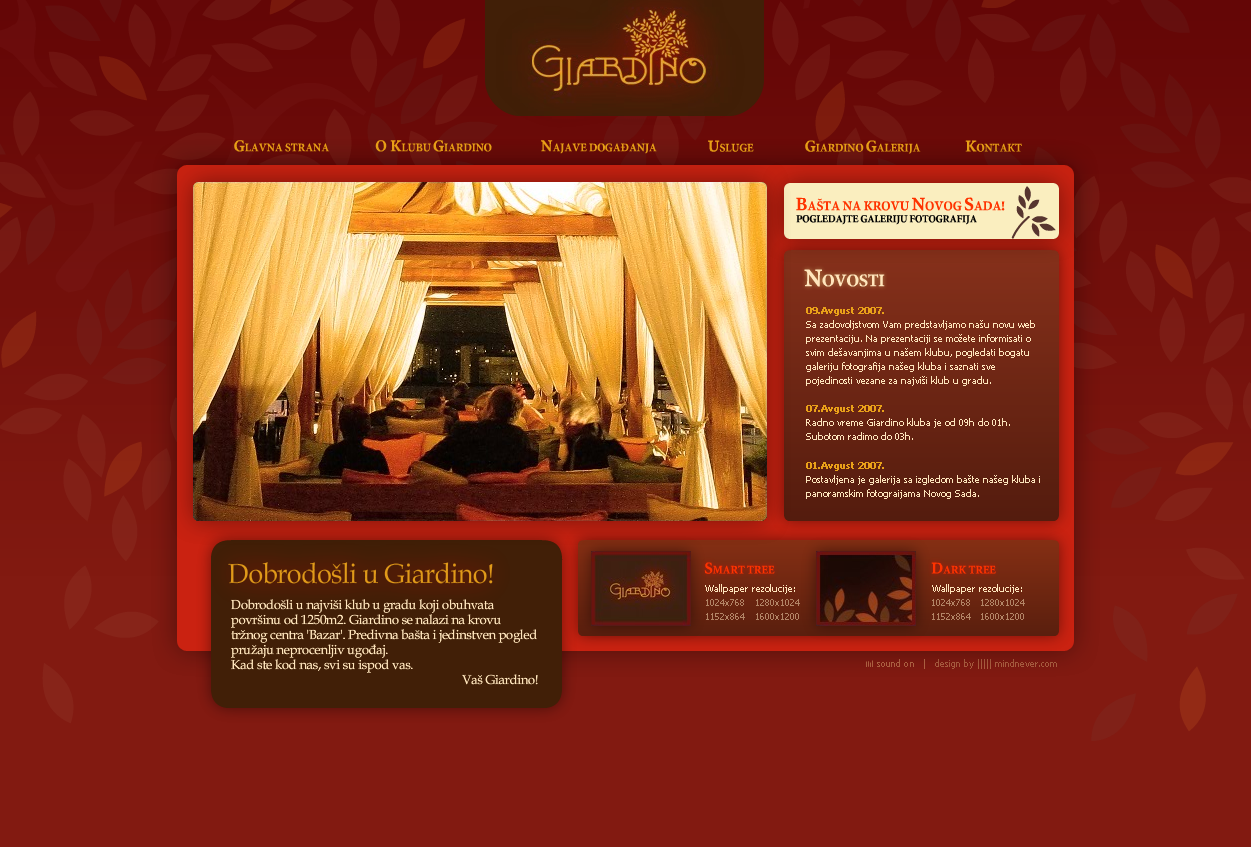 GIARDINO
GLAVNA STRANA
O KLUBU GIARDINO
NAJAVE DOGAĐANJA
USLUGE
GIARDINO GALERIJA
KONTAKT
BAŠTA NA KROVU NOVOG SADA!
POGLEDAJTE GALERIJU FOTOGRAFIJA
NOVOSTI
09.Avgust 2007.
Sa zadovoljstvom Vam predstavljamo našu novu web
prezentaciju. Na prezentaciji se možete informisati o
svim dešavanjima u našem klubu, pogledati bogatu
galeriju fotografija našeg kluba i saznati sve
pojedinosti vezane za najviši klub u gradu.
07.Avgust 2007.
Radno vreme Giardino kluba je od 09h do 01h.
Subotom radimo do 03h.
01.Avgust 2007.
Postavljena je galerija sa izgledom bašte našeg kluba i
panoramskim fotograijama Novog Sada.
Dobrodošli u Giardino!
Dobrodošli u najviši klub u gradu koji obuhvata
površinu od 1250m2. Giardino se nalazi na krovu
tržnog centra 'Bazar'. Predivna bašta i jedinstven pogled
pružaju neprocenljiv ugođaj.
Kad ste kod nas, svi su ispod vas.
Vaš Giardino!
GIARDINO
SMART TREE
Wallpaper rezolucije:
1024x768 1280x1024
1152x864 1600x1200
DARK TREE
Wallpaper rezolucije:
1024x768 1280x1024
1152x864 1600x1200
sound on | design by ||||| mindnever.com